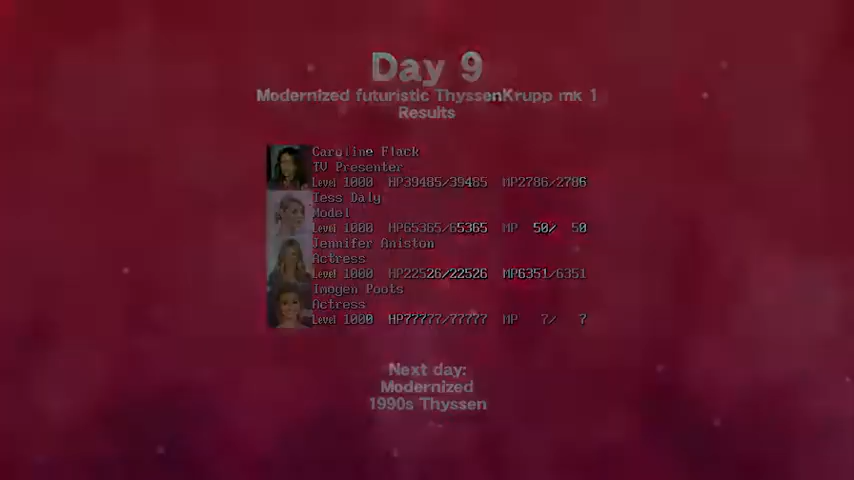 Day 9
Modernized futuristic ThyssenKrupp mk 1
Results
Caroline Flack
TV Presenter
Level 1000 HP39485/39485 MP2786/2786
Tess Daly
Model
Level 1000 HP65365/65365 MP 50/ 50
Jennifer Aniston
Actress
Level 1000 HP22526/22526 MP6351/6351
Imogen Poots
Actress
Level 1000 HP77777/77777 MP ?/ ?
Next day:
Modernized
1990s Thyssen